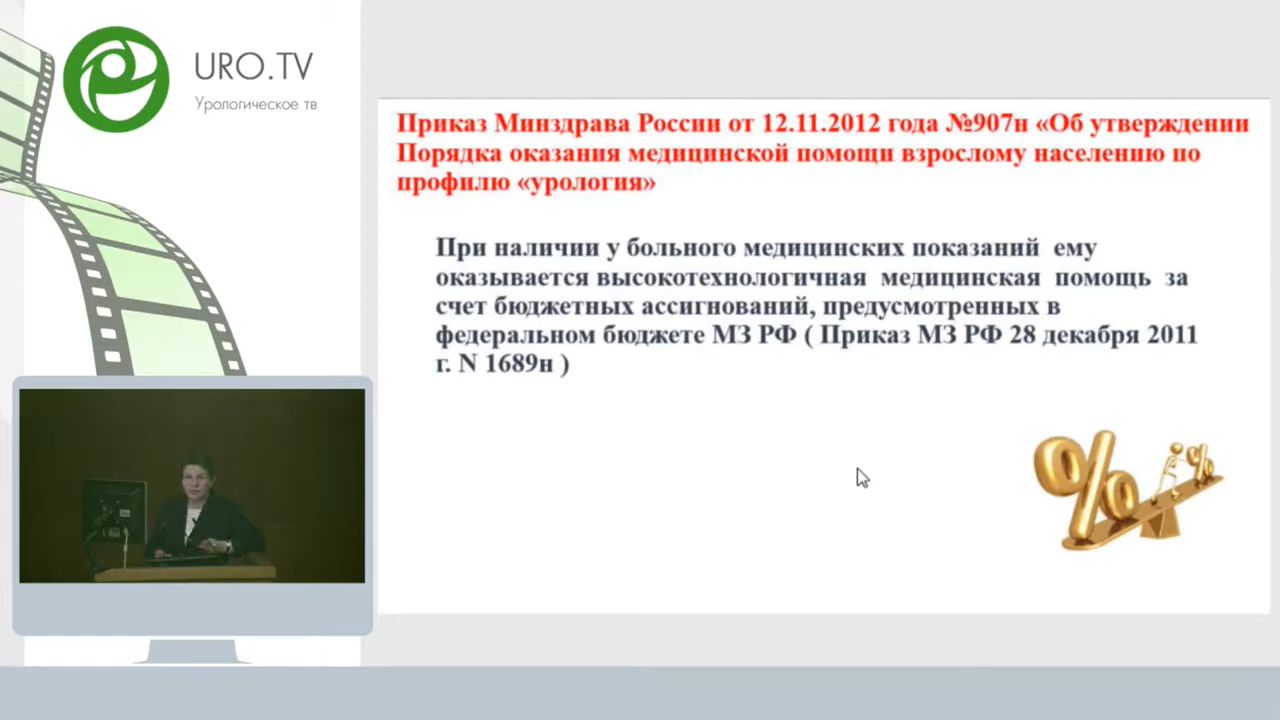 URO.TV
Урологическое тв
Приказ Минздрава России от 12.11.2012 года №907н «Об утверждении
Порядка оказания медицинской помощи взрослому населению по
профилю «урология»
При наличии у больного медицинских показаний ему
оказывается высокотехнологичная медицинская помощь за
счет бюджетных ассигнований, предусмотренных в
федеральном бюджете МЗ РФ ( Приказ МЗ РФ 28 декабря 2011
г. N 1689н )
% %